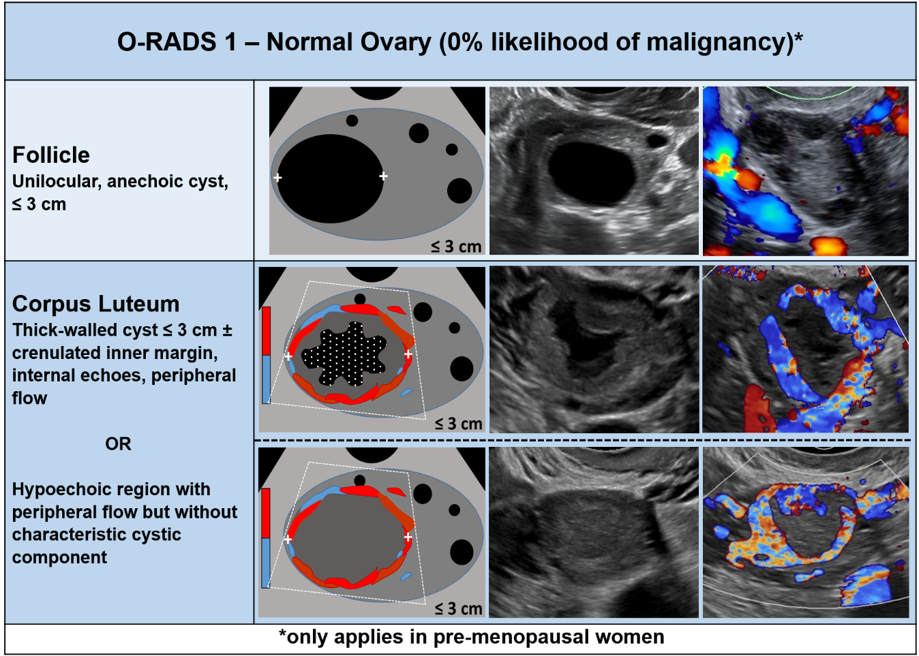 O-RADS 1 – Normal Ovary (0% likelihood of malignancy)*
Follicle
Unilocular, anechoic cyst,
≤ 3 cm
≤ 3 cm
Corpus Luteum
Thick-walled cyst ≤ 3 cm ±
crenulated inner margin,
internal echoes, peripheral
flow
≤ 3 cm
OR
Hypoechoic region with
peripheral flow but without
characteristic cystic
component
≤ 3 cm
*only applies in pre-menopausal women